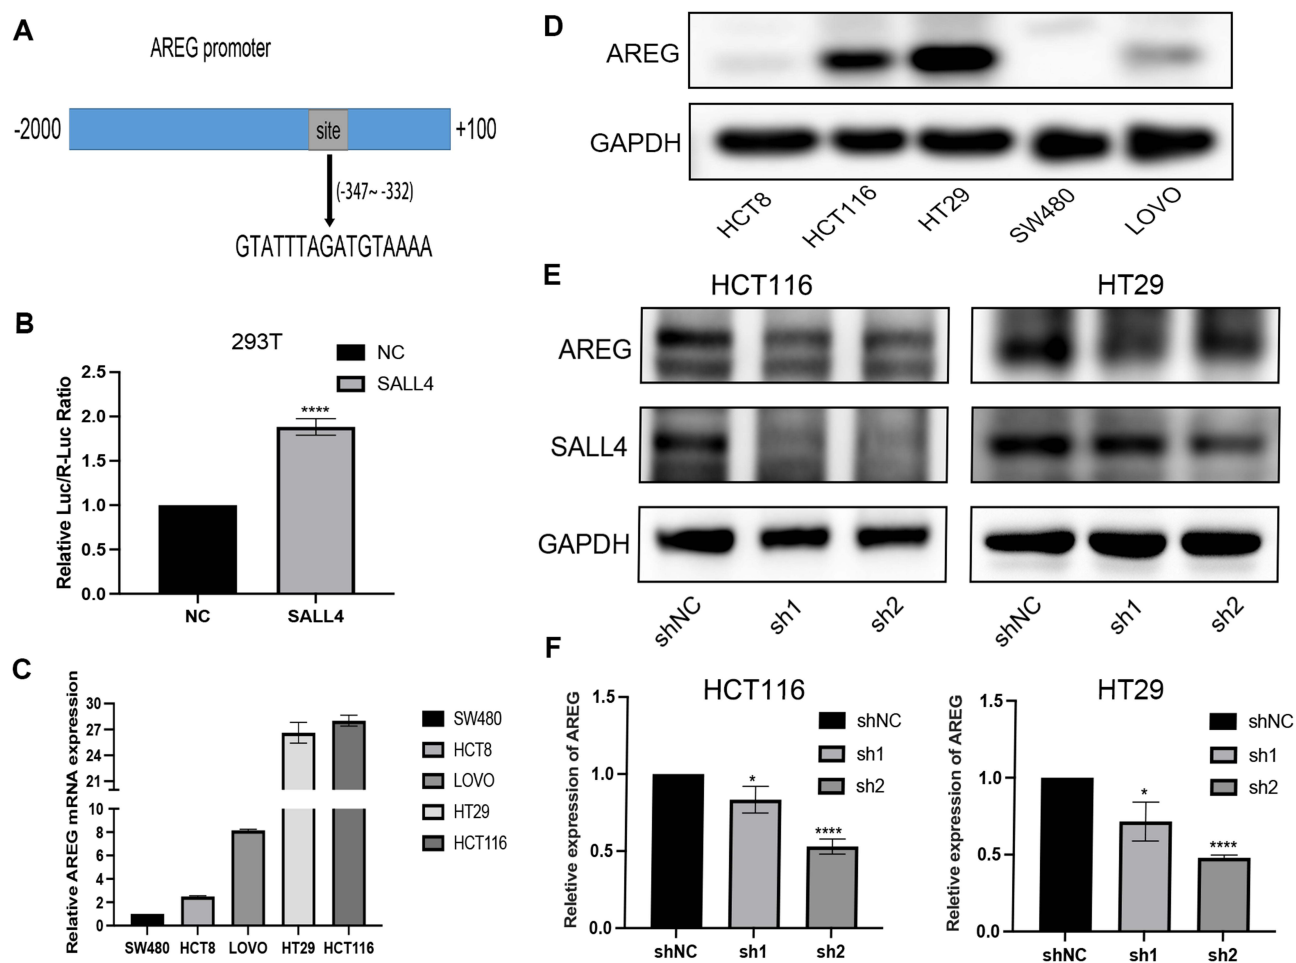 A
AREG promoter
-2000
site
+100
(-347~ -332)
GTATTTAGATGTAAAA
B
293T
NC
SALL4
Relative Luc/R-Luc Ratio
2.5
2.0
1.5
1.0
0.5
0.0
****
NC
SALL4
C
Relative AREG mRNA expression
30
27
24
21
10
8
6
4
2
0
SW480
HCT8
LOVO
HT29
HCT116
SW480
HCT8
LOVO
HT29
HCT116
D
AREG
GAPDH
HCT8
HCT116
HT29
SW480
LOVO
E
HCT116
HT29
AREG
SALL4
GAPDH
shNC
sh1
sh2
shNC
sh1
sh2
F
HCT116
Reletive expression of AREG
1.5
1.0
0.5
0.0
shNC
sh1
sh2
*
****
shNC
sh1
sh2
HT29
Reletive expression of AREG
1.5
1.0
0.5
0.0
shNC
sh1
sh2
*
****
shNC
sh1
sh2